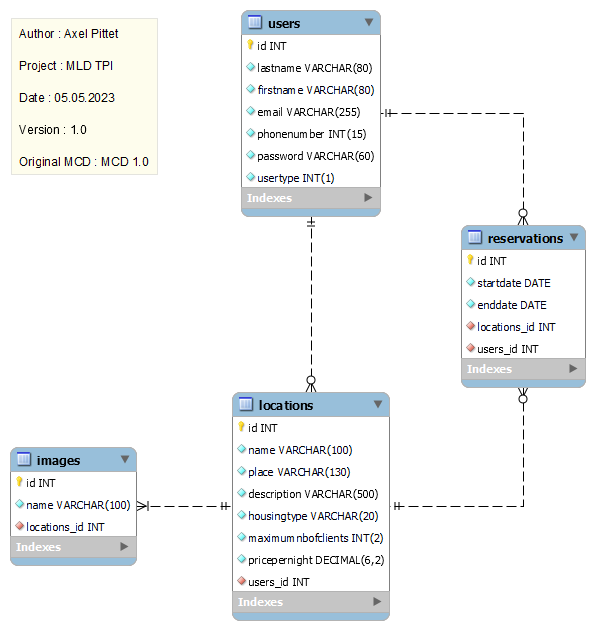 Author : Axel Pittet
Project : MLD TPI
Date : 05.05.2023
Version : 1.0
Original MCD : MCD 1.0
users
id INT
lastname VARCHAR(80)
firstname VARCHAR(80)
email VARCHAR(255)
phonenumber INT(15)
password VARCHAR(60)
usertype INT(1)
Indexes
reservations
id INT
startdate DATE
enddate DATE
locations_id INT
users_id INT
Indexes
locations
id INT
name VARCHAR(100)
place VARCHAR(130)
description VARCHAR(500)
housingtype VARCHAR(20)
maximumnbofclients INT(2)
pricepernight DECIMAL(6,2)
users_id INT
Indexes
images
id INT
name VARCHAR(100)
locations_id INT
Indexes